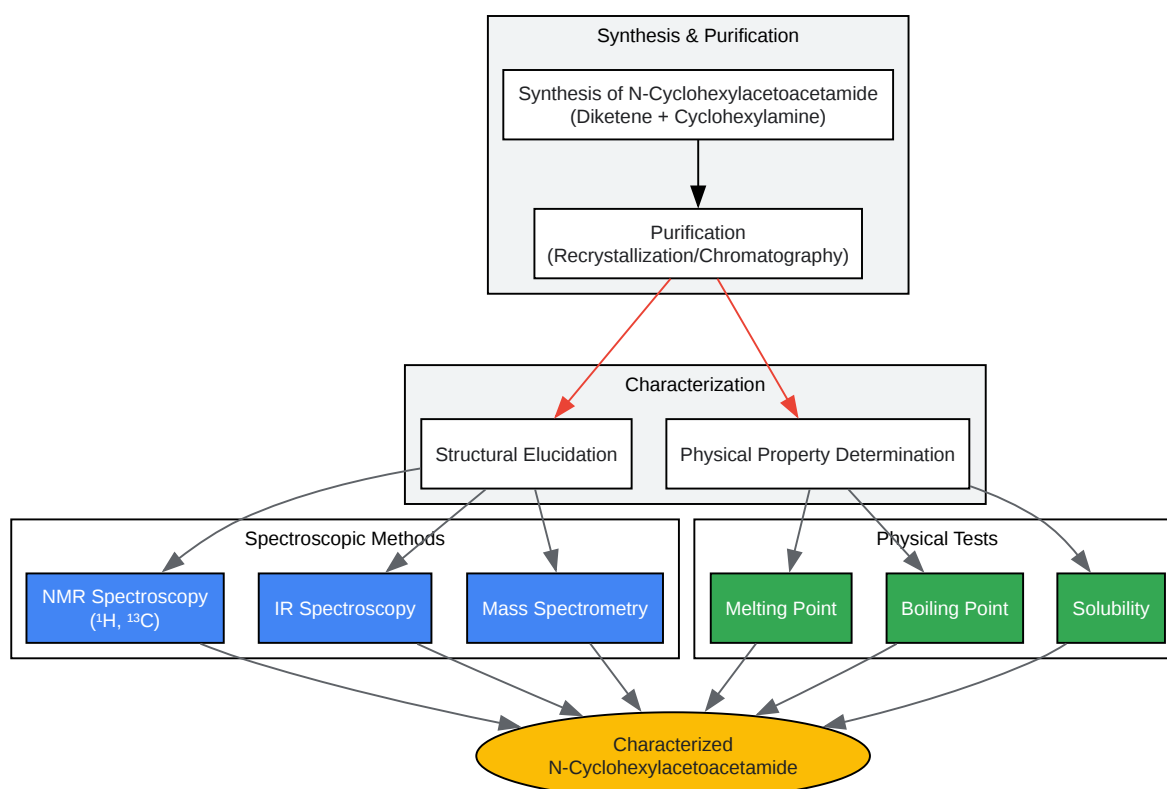 Synthesis & Purification
Synthesis of N-Cyclohexylacetoacetamide
(Diketene + Cyclohexylamine)
Purification
(Recrystallization/Chromatography)
Characterization
Structural Elucidation
Physical Property Determination
Spectroscopic Methods
Physical Tests
NMR Spectroscopy
(¹H, ¹³C)
IR Spectroscopy
Mass Spectrometry
Melting Point
Boiling Point
Solubility
Characterized
N-Cyclohexylacetoacetamide